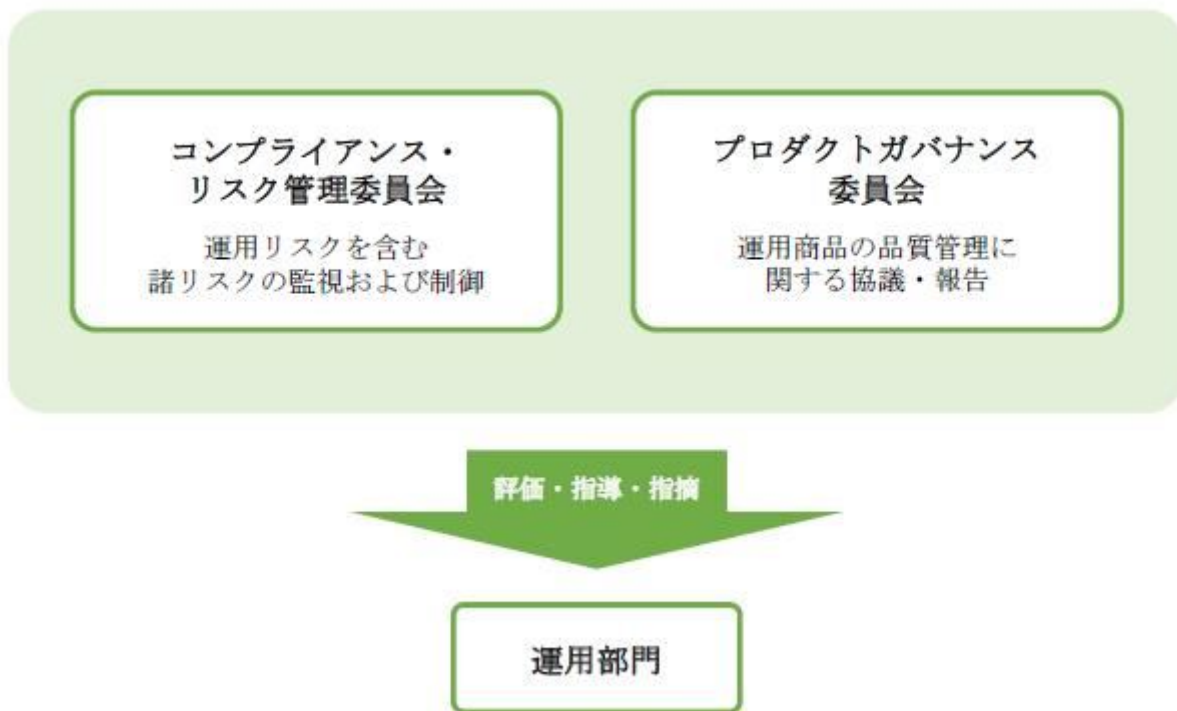 コンプライアンス・
リスク管理委員会
運用リスクを含む
諸リスクの監視および制御
プロダクトガバナンス
委員会
運用商品の品質管理に
関する協議・報告
評価・指導・指摘
運用部門